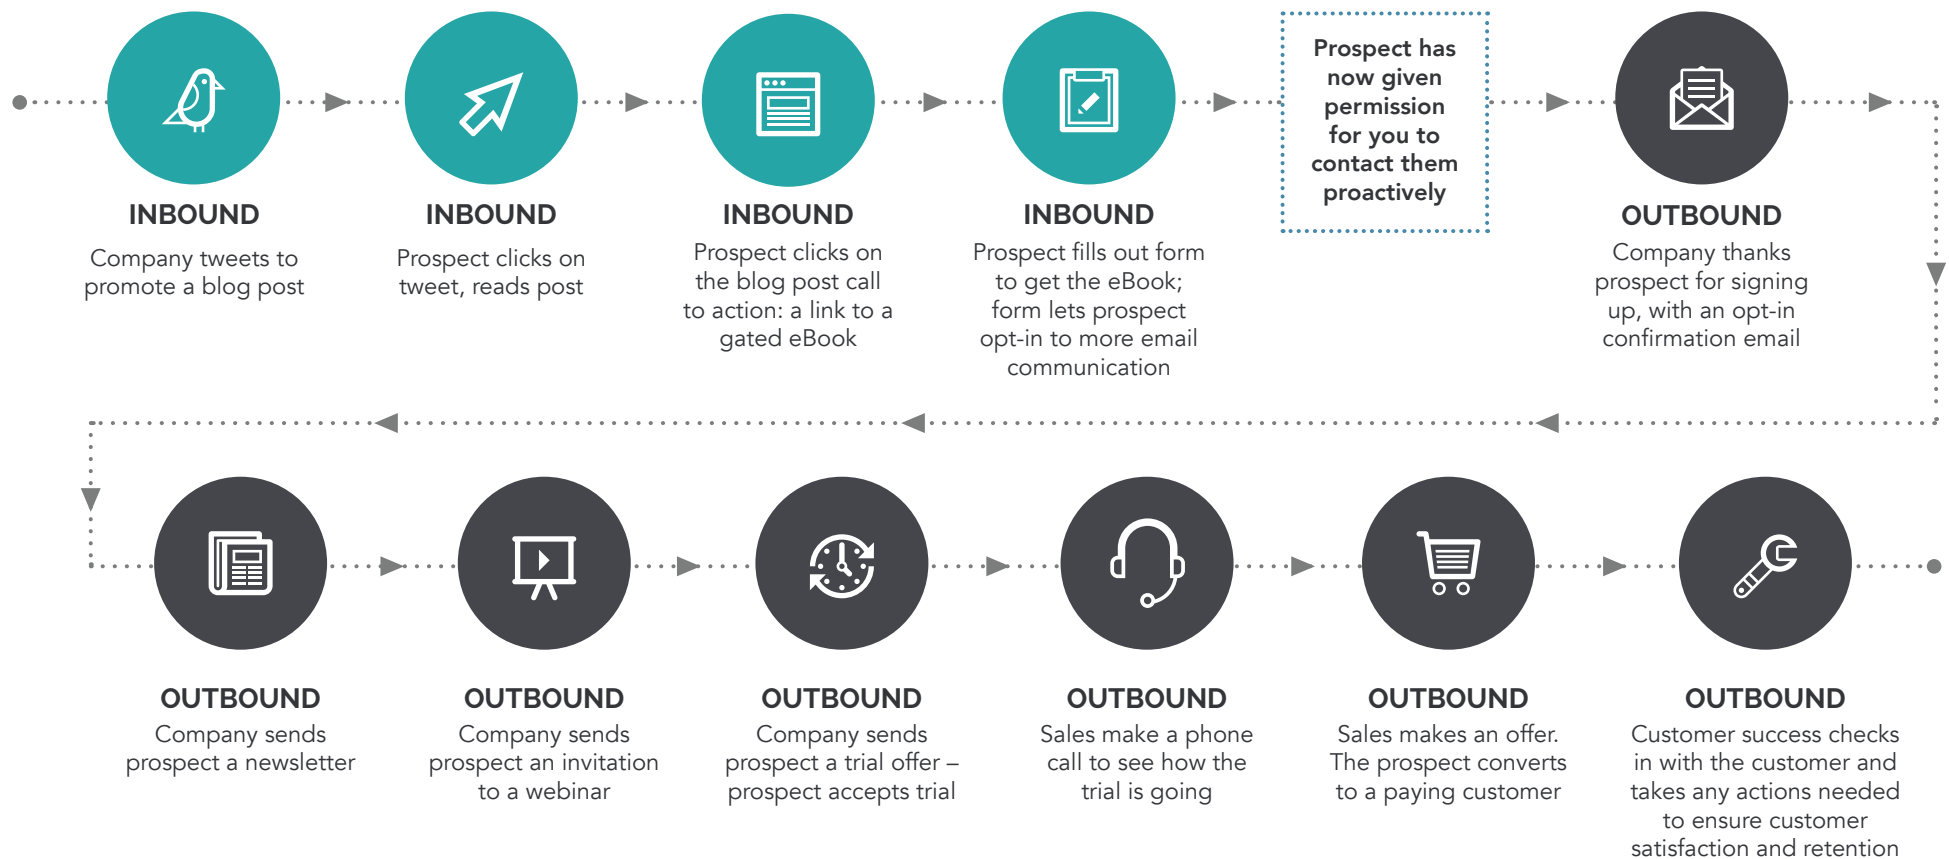 INBOUND
Company tweets to
promote a blog post
INBOUND
Prospect clicks on
tweet, reads post
INBOUND
Prospect clicks on
the blog post call
to action: a link to a
gated eBook
INBOUND
Prospect fills out form
to get the eBook;
form lets prospect
opt-in to more email
communication
Prospect has
now given
permission
for you to
contact them
proactively
OUTBOUND
Company thanks
prospect for signing
up, with an opt-in
confirmation email
OUTBOUND
Company sends
prospect a newsletter
OUTBOUND
Company sends
prospect an invitation
to a webinar
OUTBOUND
Company sends
prospect a trial offer –
prospect accepts trial
OUTBOUND
Sales make a phone
call to see how the
trial is going
OUTBOUND
Sales makes an offer.
The prospect converts
to a paying customer
OUTBOUND
Customer success checks
in with the customer and
takes any actions needed
to ensure customer
satisfaction and retention